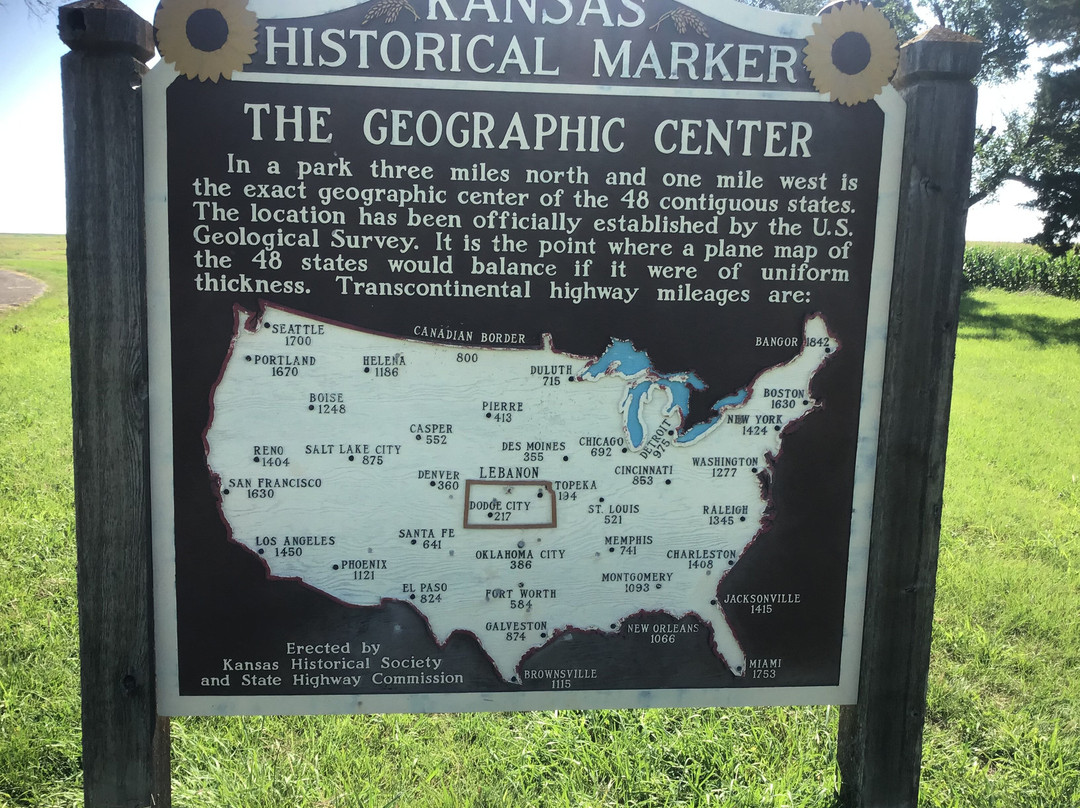 KANSAS
HISTORICAL MARKER
THE GEOGRAPHIC CENTER
In a park three miles north and one mile west is
the exact geographic center of the 48 contiguous states.
The location has been officially established by the U.S.
Geological Survey. It is the point where a plane map of
the 48 states would balance if it were of uniform
thickness. Transcontinental highway mileages are:
SEATTLE
1700
CANADIAN BORDER
800
BANGOR 1842
PORTLAND
1670
HELENA
1186
DULUTH
715
BOISE
1248
PIERRE
413
BOSTON
1630
NEW YORK
1424
CASPER
552
DETROIT
975
RENO
1404
SALT LAKE CITY
875
DES MOINES
355
CHICAGO
692
DENVER
360
LEBANON
CINCINNATI
853
WASHINGTON
1277
SAN FRANCISCO
1630
TOPEKA
194
DODGE CITY
217
ST. LOUIS
521
RALEIGH
1345
LOS ANGELES
1450
SANTA FE
641
MEMPHIS
741
PHOENIX
1121
OKLAHOMA CITY
386
CHARLESTON
1408
EL PASO
824
FORT WORTH
584
MONTGOMERY
1093
JACKSONVILLE
1415
GALVESTON
874
NEW ORLEANS
1066
BROWNSVILLE
1115
MIAMI
1753
Erected by
Kansas Historical Society
and State Highway Commission